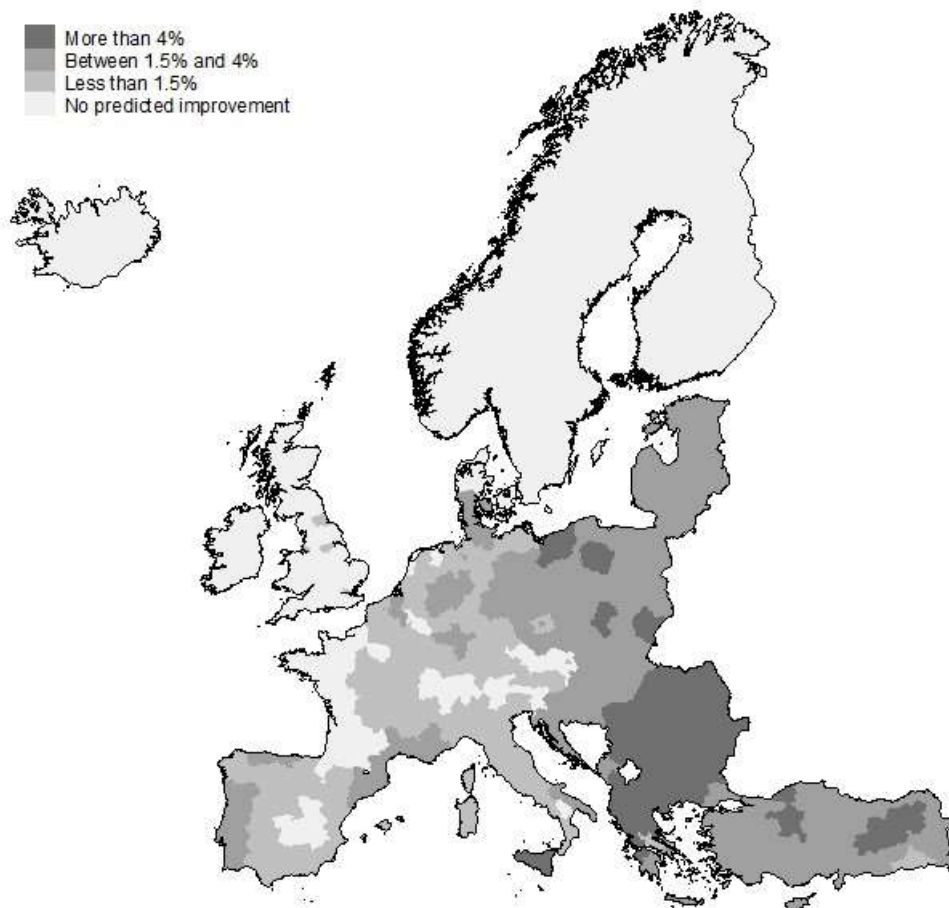 More than 4%
Between 1.5% and 4%
Less than 1.5%
No predicted improvement